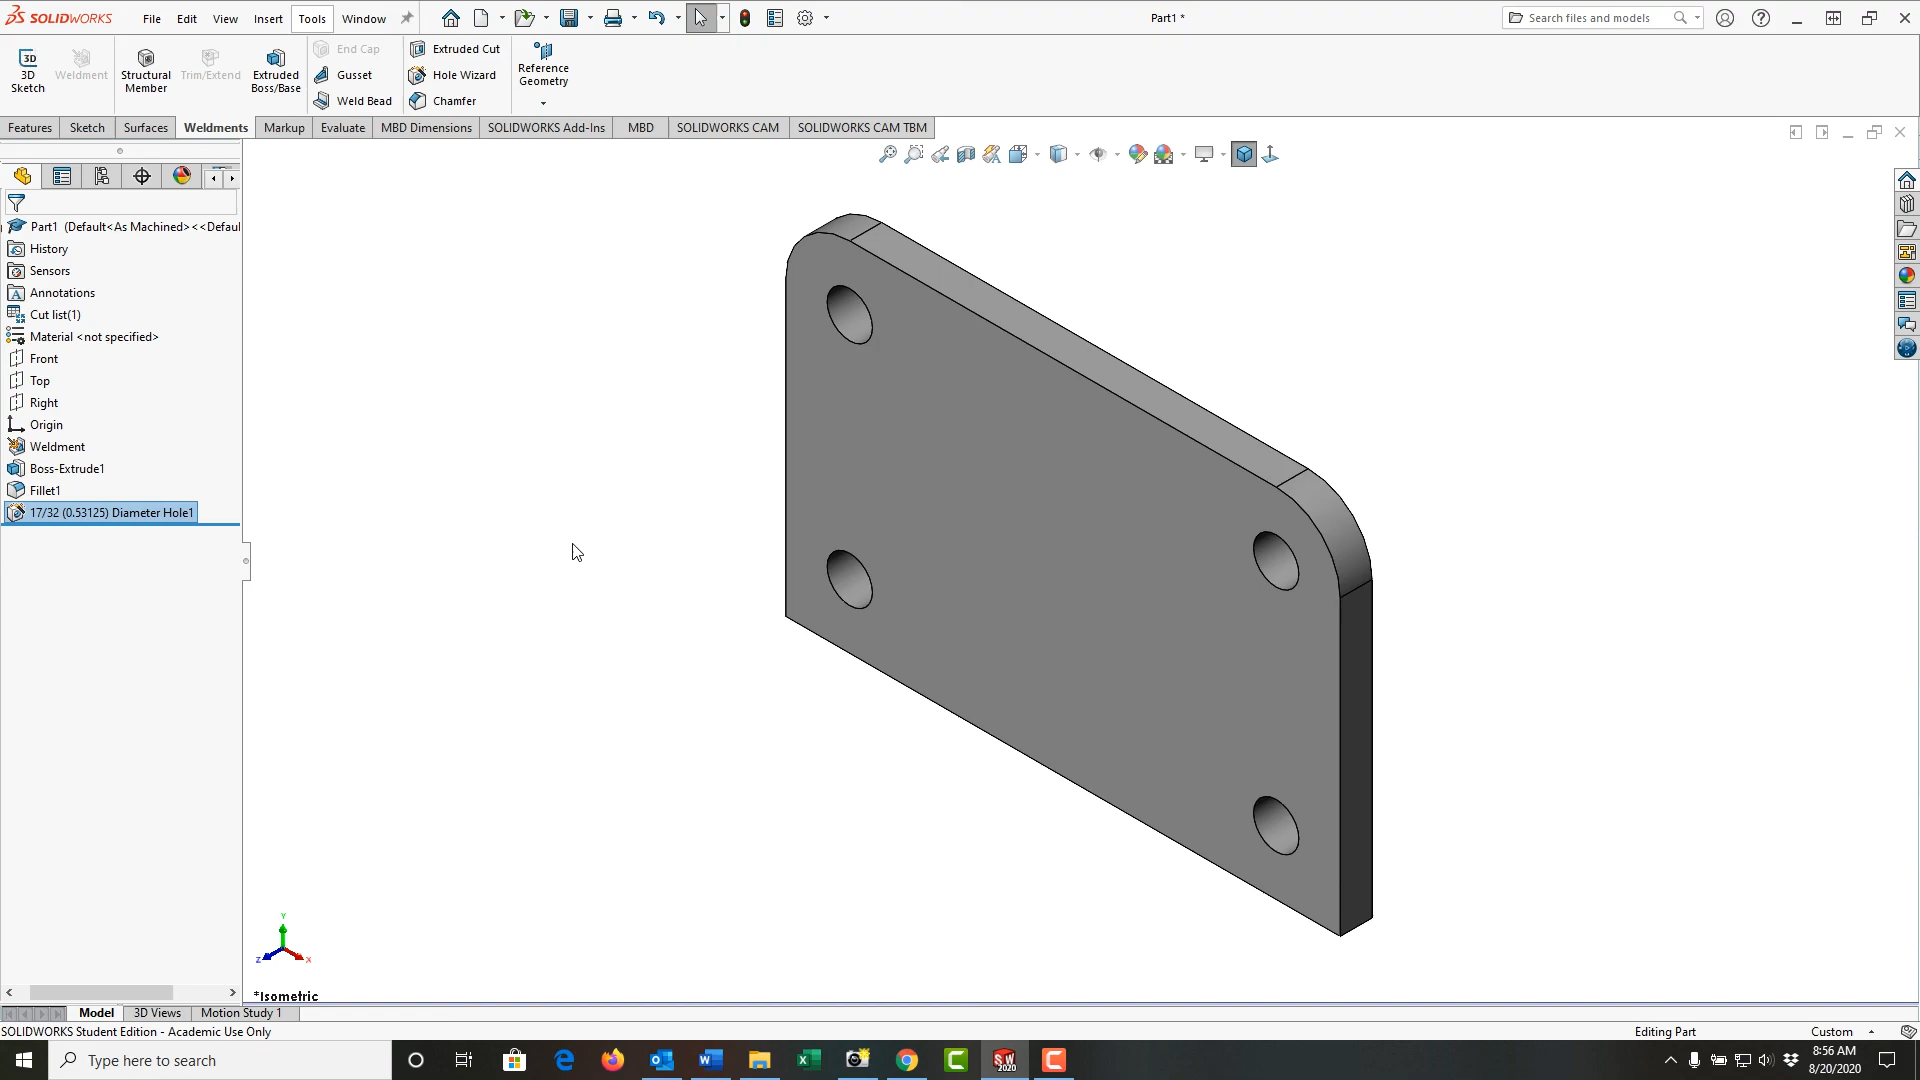 SOLIDWORKS File Edit View Insert Tools Window Part1 * Search files and models
3D Sketch
Weldment
Structural Member
Trim/Extend
Extruded Boss/Base
End Cap
Gusset
Weld Bead
Extruded Cut
Hole Wizard
Chamfer
Reference Geometry
Features Sketch Surfaces Weldments Markup Evaluate MBD Dimensions SOLIDWORKS Add-Ins MBD SOLIDWORKS CAM SOLIDWORKS CAM TBM
Part1 (Default<As Machined><<Defaul
History
Sensors
Annotations
Cut list(1)
Material <not specified>
Front
Top
Right
Origin
Weldment
Boss-Extrude1
Fillet1
17/32 (0.53125) Diameter Hole1
Y
Z X
*Isometric
Model 3D Views Motion Study 1
SOLIDWORKS Student Edition - Academic Use Only Editing Part Custom
Type here to search
SW 2020
8:56 AM
8/20/2020